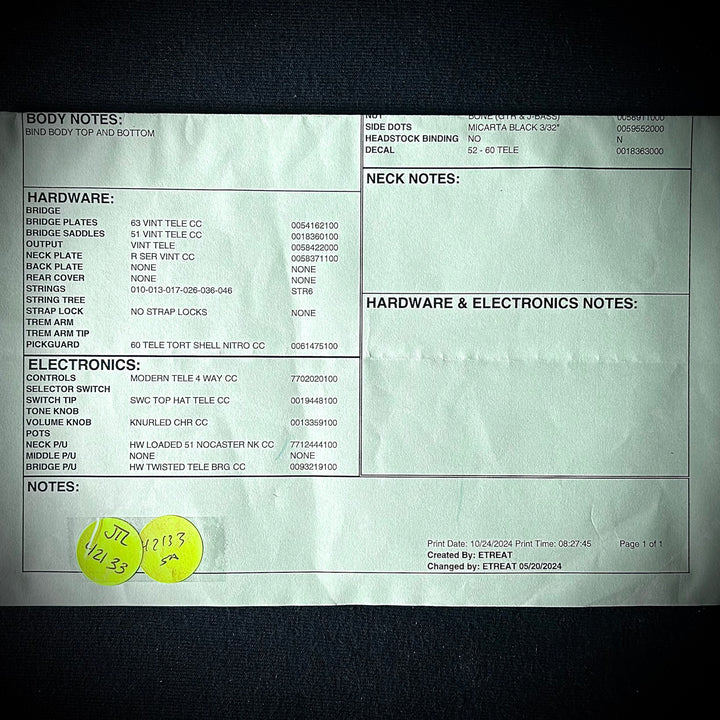 BODY NOTES:
BIND BODY TOP AND BOTTOM
HARDWARE:
BRIDGE
BRIDGE PLATES 63 VINT TELE CC 0054162100
BRIDGE SADDLES 51 VINT TELE CC 0018360100
OUTPUT VINT TELE 0058422000
NECK PLATE R SER VINT CC 0058371100
BACK PLATE NONE NONE
REAR COVER NONE NONE
STRINGS 010-013-017-026-036-046 STR6
STRING TREE
STRAP LOCK NO STRAP LOCKS NONE
TREM ARM
TREM ARM TIP
PICKGUARD 60 TELE TORT SHELL NITRO CC 0061475100
ELECTRONICS:
CONTROLS MODERN TELE 4 WAY CC 7702020100
SELECTOR SWITCH
SWITCH TIP SWC TOP HAT TELE CC 0019448100
TONE KNOB
VOLUME KNOB KNURLED CHR CC 0013359100
POTS
NECK P/U HW LOADED 51 NOCASTER NK CC 7712444100
MIDDLE P/U NONE NONE
BRIDGE P/U HW TWISTED TELE BRG CC 0093219100
NUT BONE (GTR & J-BASS) 0058911000
SIDE DOTS MICARTA BLACK 3/32" 0059552000
HEADSTOCK BINDING NO N
DECAL 52 - 60 TELE 0018363000
NECK NOTES:
HARDWARE & ELECTRONICS NOTES:
NOTES:
42133
42133
Print Date: 10/24/2024 Print Time: 08:27:45 Page 1 of 1
Created By: ETREAT
Changed by: ETREAT 05/20/2024